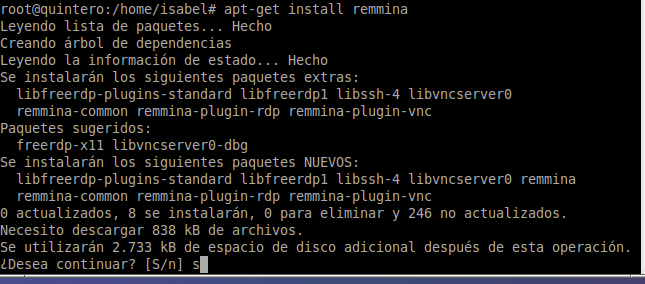 root@quintero:/home/isabel# apt-get install remmina
Leyendo lista de paquetes... Hecho
Creando árbol de dependencias
Leyendo la información de estado... Hecho
Se instalarán los siguientes paquetes extras:
  libfreerdp-plugins-standard libfreerdp1 libssh-4 libvncserver0
  remmina-common remmina-plugin-rdp remmina-plugin-vnc
Paquetes sugeridos:
  freerdp-x11 libvncserver0-dbg
Se instalarán los siguientes paquetes NUEVOS:
  libfreerdp-plugins-standard libfreerdp1 libssh-4 libvncserver0 remmina
  remmina-common remmina-plugin-rdp remmina-plugin-vnc
0 actualizados, 8 se instalarán, 0 para eliminar y 246 no actualizados.
Necesito descargar 838 kB de archivos.
Se utilizarán 2.733 kB de espacio de disco adicional después de esta operación.
¿Desea continuar? [S/n] s